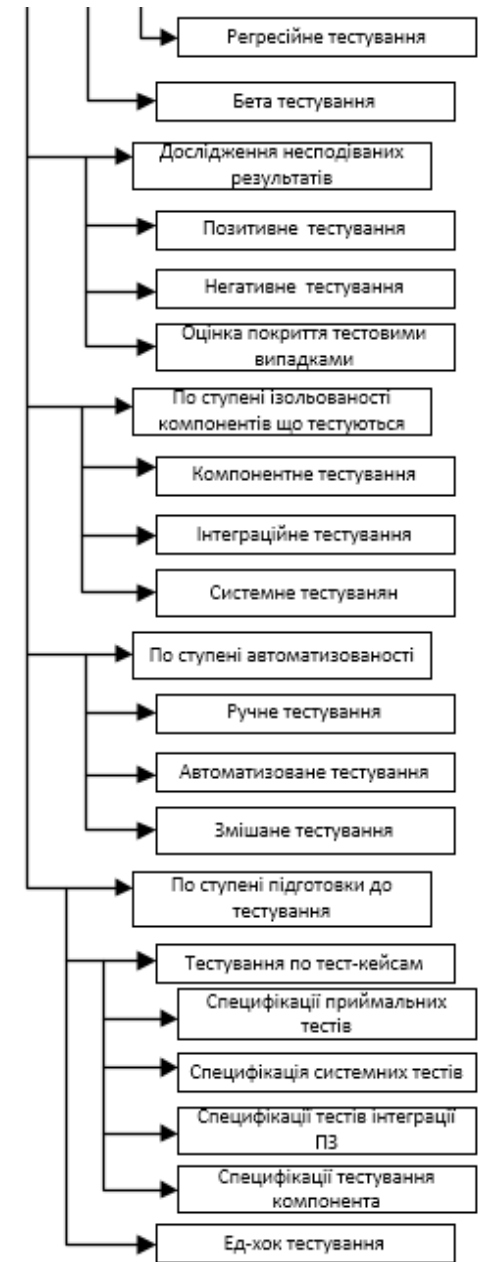 Регресійне тестування
Бета тестування
Дослідження несподіваних
результатів
Позитивне тестування
Негативне тестування
Оцінка покриття тестовими
випадками
По ступені ізольованості
компонентів що тестуються
Компонентне тестування
Інтеграційне тестування
Системне тестуванян
По ступені автоматизованості
Ручне тестування
Автоматизоване тестування
Змішане тестування
По ступені підготовки до
тестування
Тестування по тест-кейсам
Специфікації приймальних
тестів
Специфікація системних тестів
Специфікації тестів інтеграції
ПЗ
Специфікації тестування
компонента
Ед-хок тестування